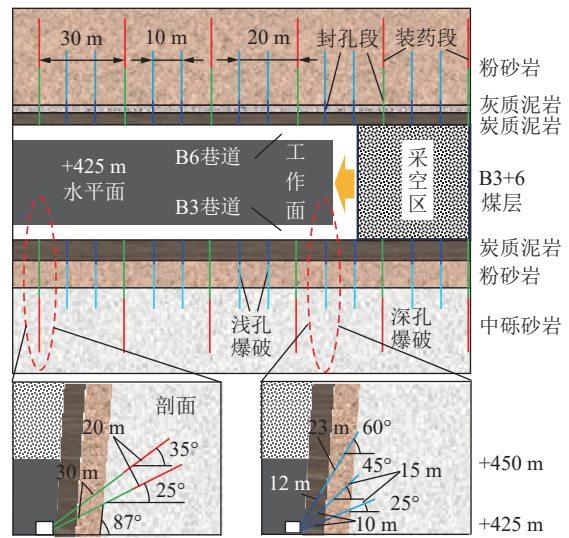 30 m
10 m
20 m
封孔段
装药段
粉砂岩
灰质泥岩
炭质泥岩
+425 m
水平面
B6巷道
B3巷道
工作面
采空区
B3+6
煤层
炭质泥岩
粉砂岩
中砾砂岩
浅孔
爆破
深孔
爆破
剖面
20 m
30 m
35°
25°
87°
23 m
60°
45°
15 m
12 m
25°
10 m
+450 m
+425 m